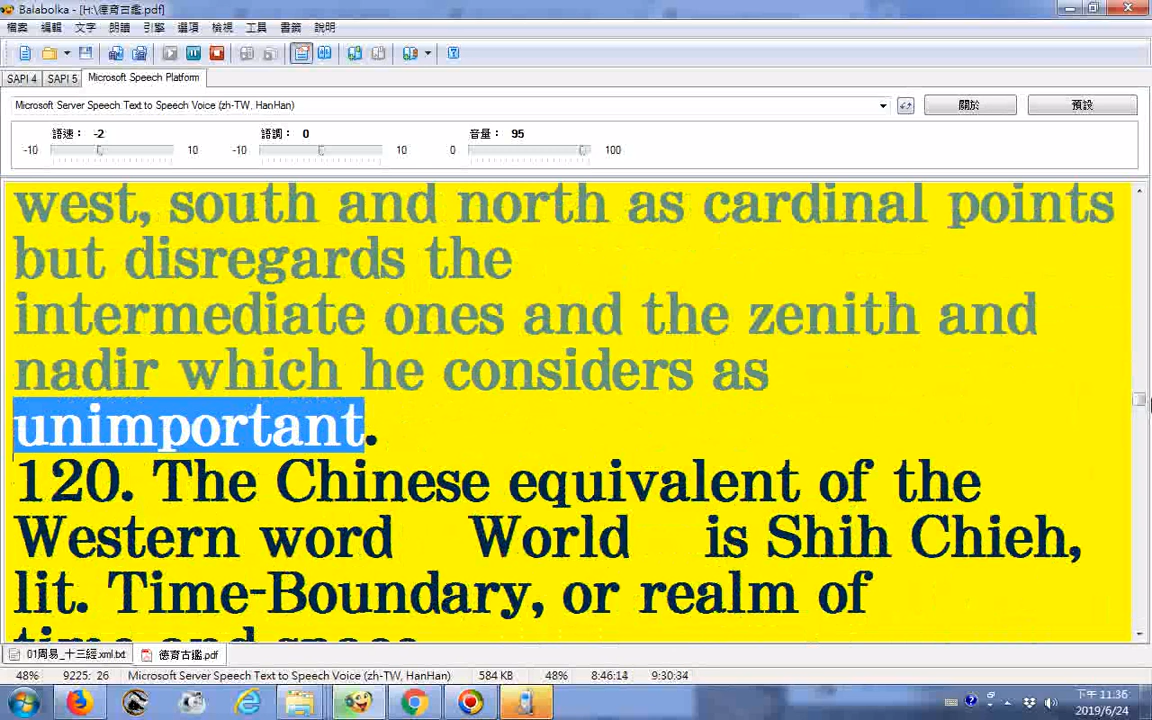 Balabolka - [H:\德育古鑑.pdf]
檔案 編輯 文字 朗讀 引擎 選項 檢視 工具 書籤 說明
SAPI 4 SAPI 5 Microsoft Speech Platform
Microsoft Server Speech Text to Speech Voice (zh-TW, HanHan) 關於 預設
語速： -2 語調： 0 音量： 95
-10 10 -10 10 0 100
west, south and north as cardinal points
but disregards the
intermediate ones and the zenith and
nadir which he considers as
unimportant.
120. The Chinese equivalent of the
Western word World is Shih Chieh,
lit. Time-Boundary, or realm of
time and space
01周易_十三經.xml.txt 德育古鑑.pdf
48% 9225: 26 Microsoft Server Speech Text to Speech Voice (zh-TW, HanHan) 584 KB 48% 8:46:14 9:30:34
下午 11:36
2019/6/24